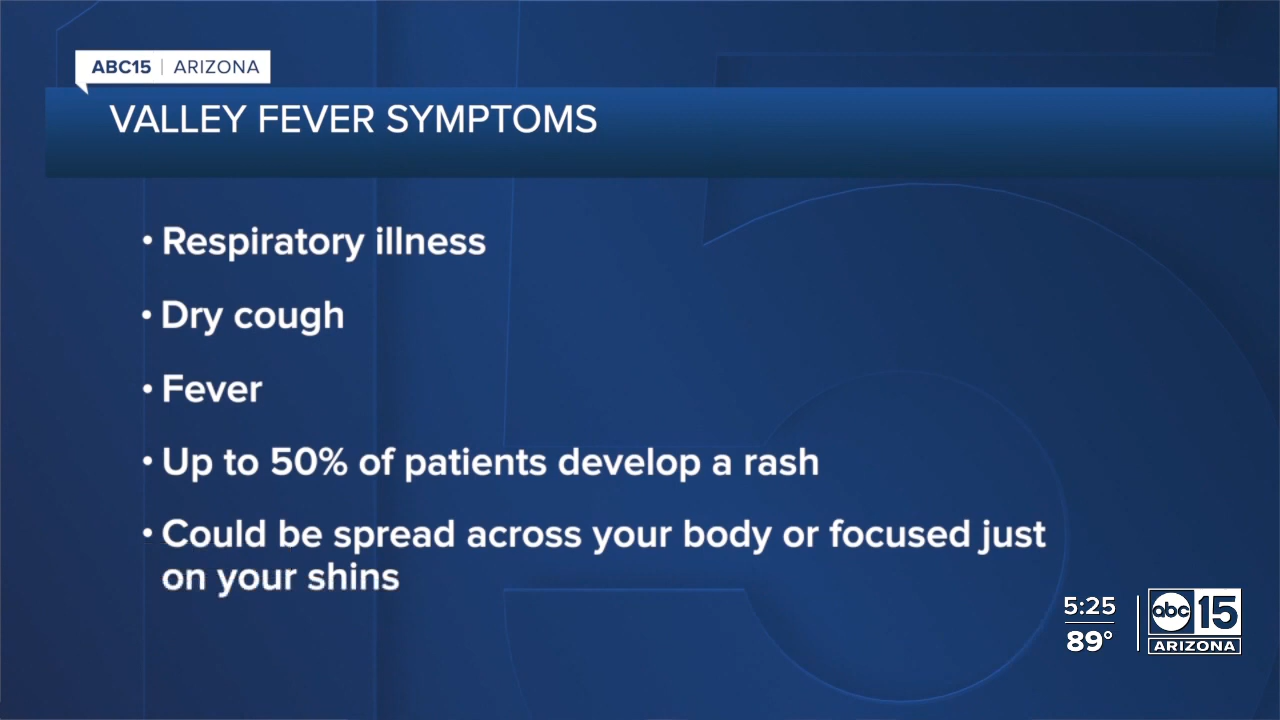 ABC15 | ARIZONA
VALLEY FEVER SYMPTOMS
• Respiratory illness
• Dry cough
• Fever
• Up to 50% of patients develop a rash
• Could be spread across your body or focused just
on your shins
5:25
89°
abc 15
ARIZONA